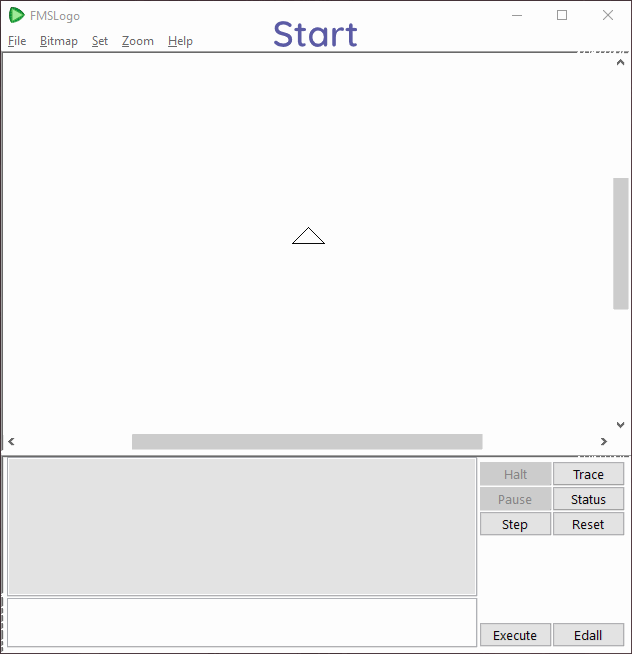 FMSLogo
Start
File Bitmap Set Zoom Help
Halt Trace
Pause Status
Step Reset
Execute Edall